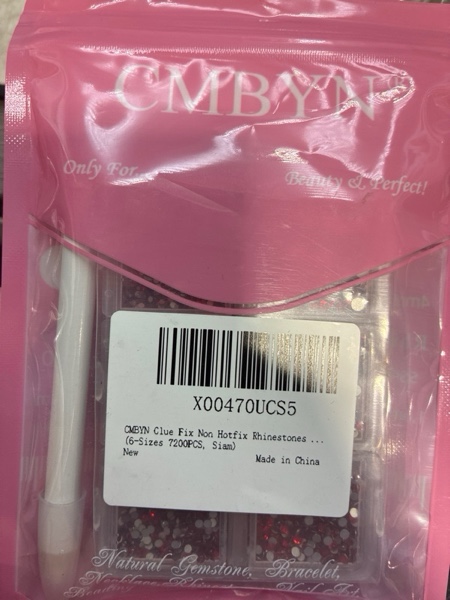 CMBYN
Only For
Beauty & Perfect!
X00470UCS5
CMBYN Clue Fix Non Hotfix Rhinestones ...
(6-Sizes 7200PCS, Siam)
New
Made in China
Natural Gemstone, Bracelet,